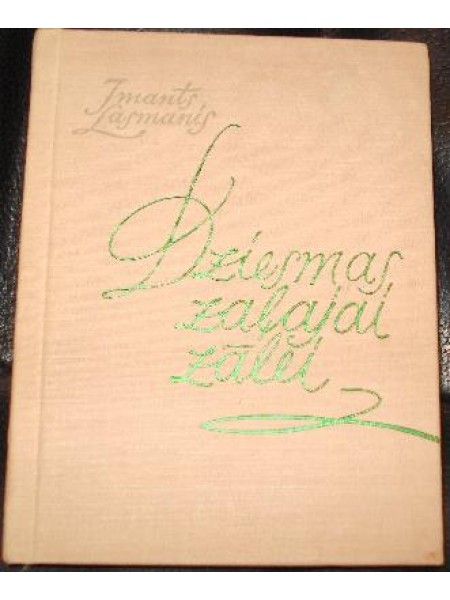 Imants
Lasmanis
Dziesmas
zaļajai
zālei